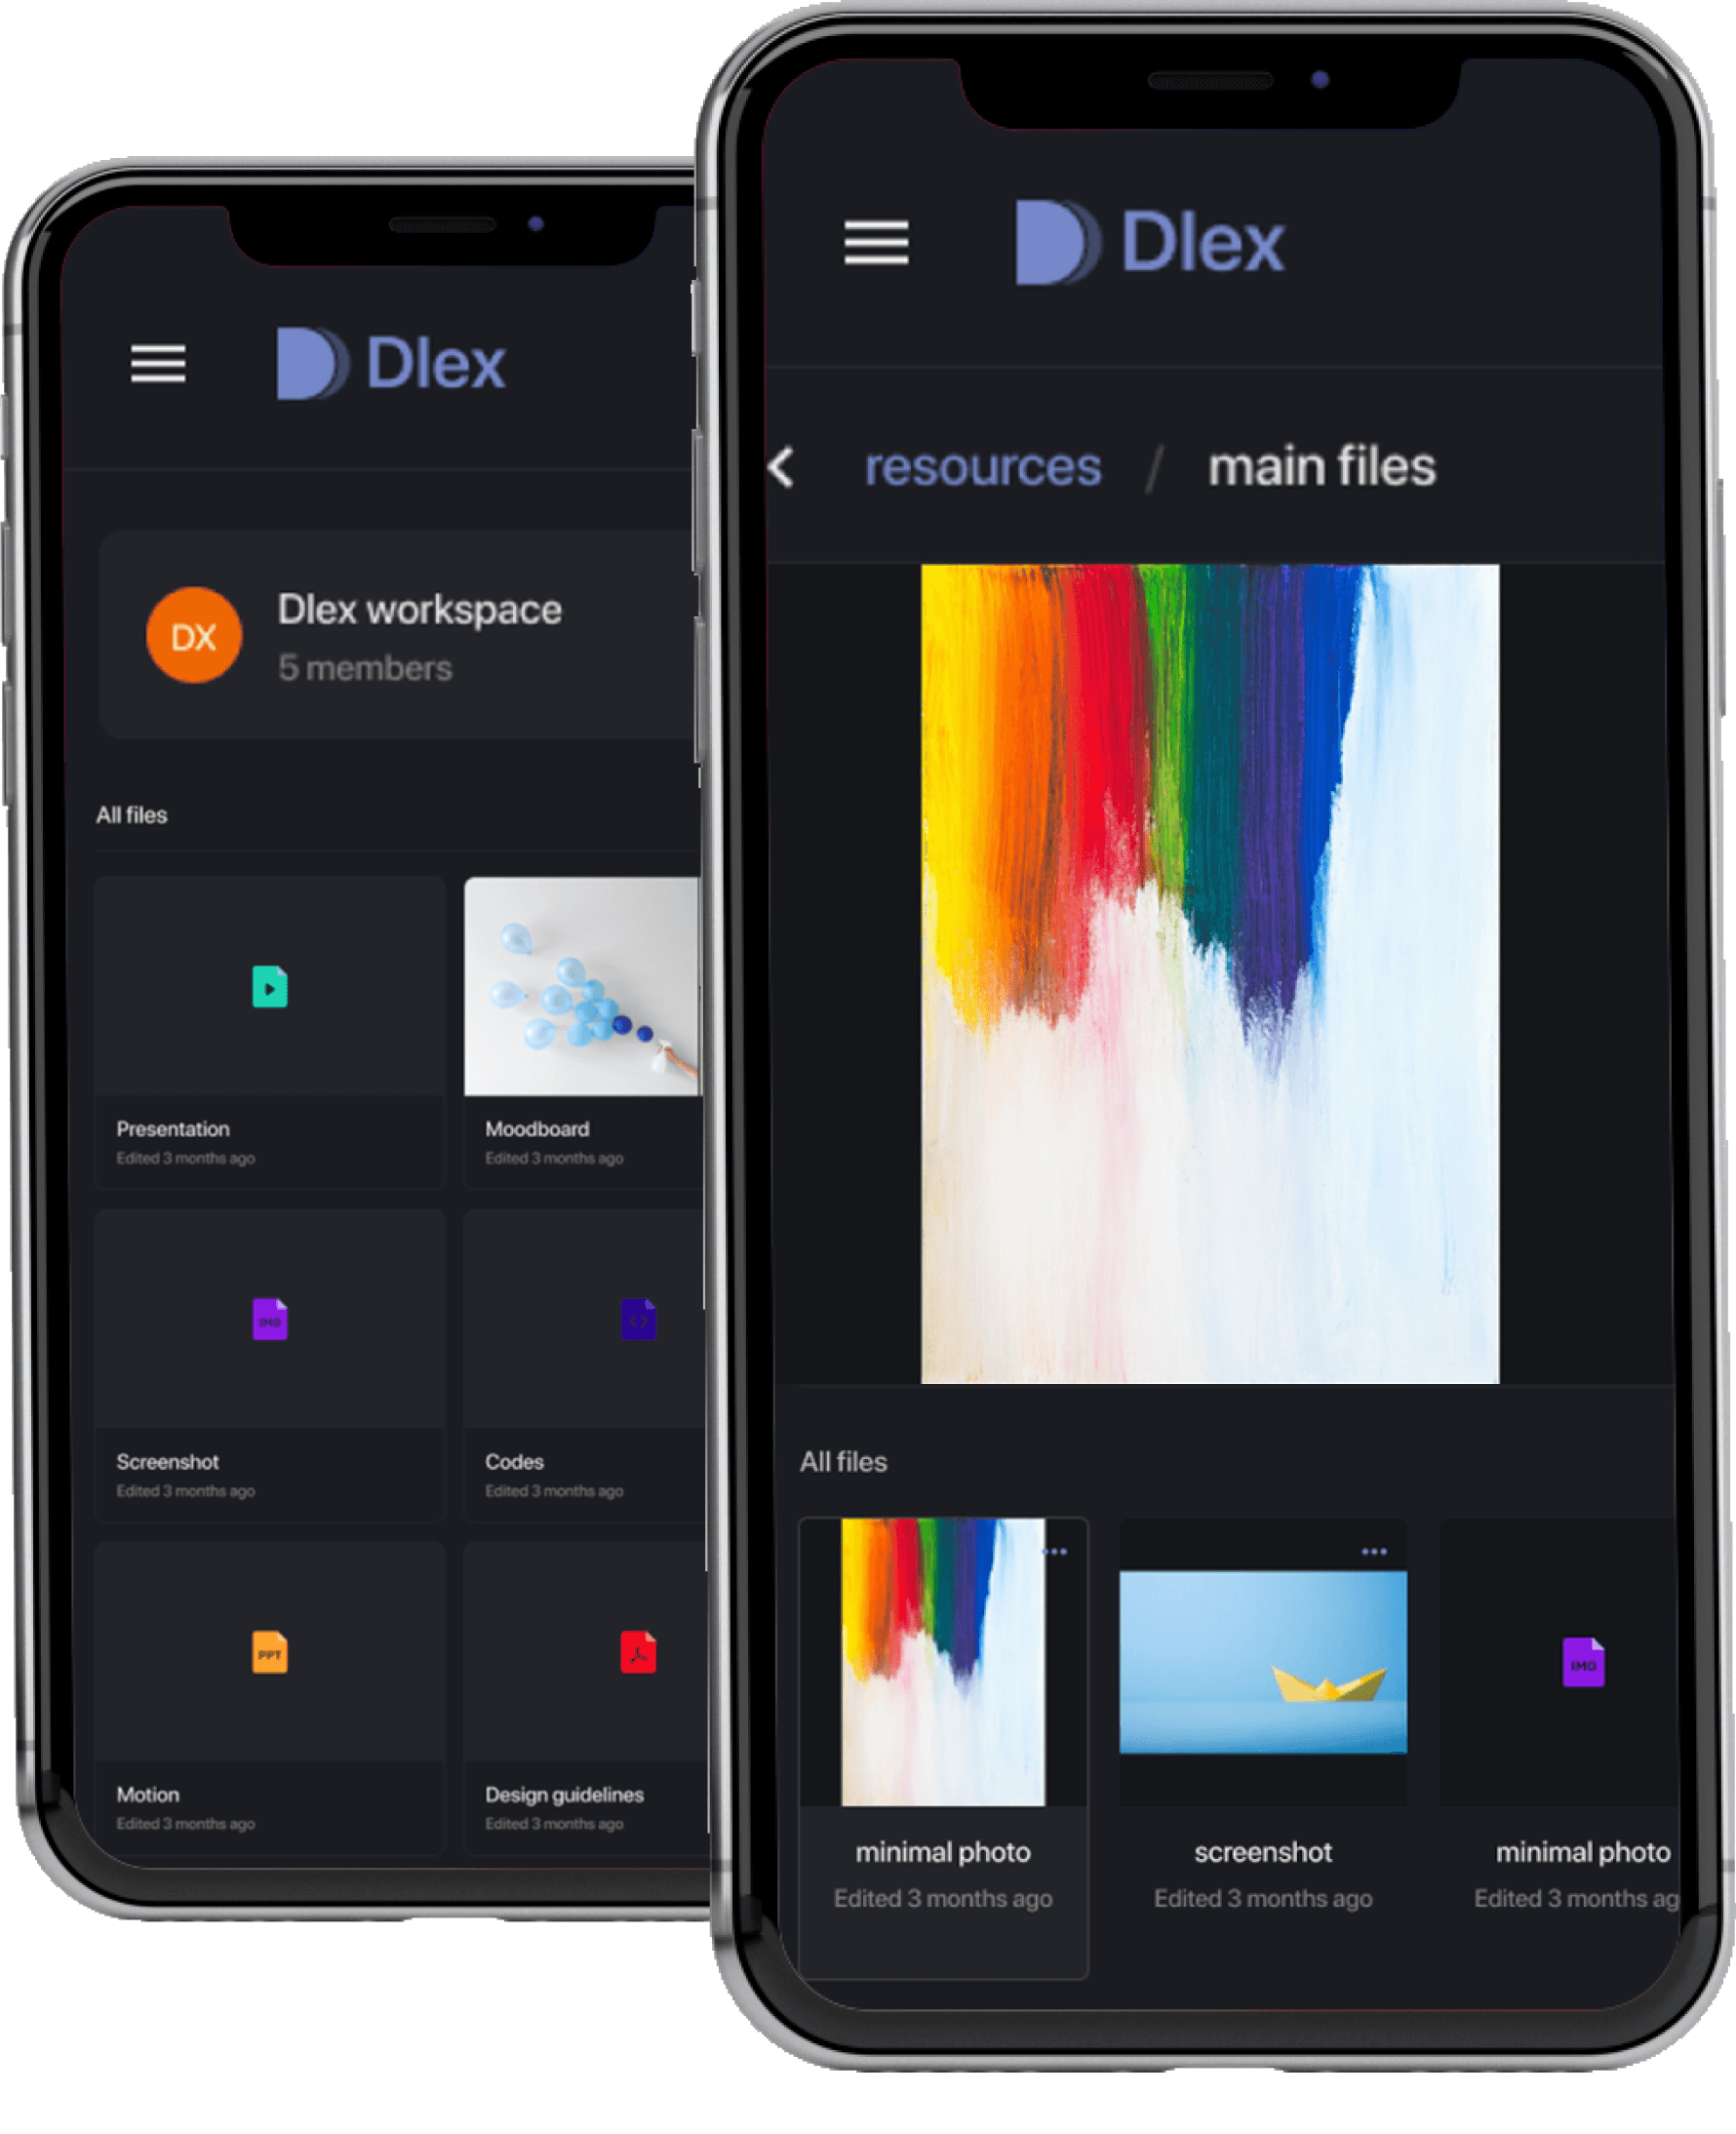 Dlex
DX
Dlex workspace
5 members
All files
Presentation
Edited 3 months ago
Moodboard
Edited 3 months ago
IMG
Screenshot
Edited 3 months ago
Codes
Edited 3 months ago
PPT
Motion
Edited 3 months ago
Design guidelines
Edited 3 months ago
Dlex
resources / main files
All files
minimal photo
Edited 3 months ago
screenshot
Edited 3 months ago
IMG
minimal photo
Edited 3 months ag